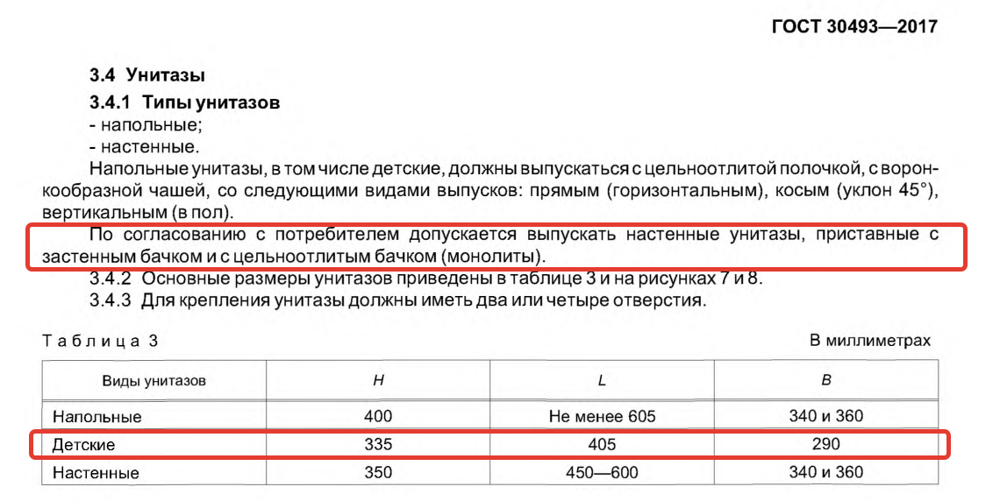 ГОСТ 30493—2017
3.4 Унитазы
3.4.1 Типы унитазов
- напольные;
- настенные.
Напольные унитазы, в том числе детские, должны выпускаться с цельноотлитой полочкой, с ворон-
кообразной чашей, со следующими видами выпусков: прямым (горизонтальным), косым (уклон 45°),
вертикальным (в пол).
По согласованию с потребителем допускается выпускать настенные унитазы, приставные с
застенным бачком и с цельноотлитым бачком (монолиты).
3.4.2 Основные размеры унитазов приведены в таблице 3 и на рисунках 7 и 8.
3.4.3 Для крепления унитазы должны иметь два или четыре отверстия.
Таблица 3 В миллиметрах
Виды унитазов H L B
Напольные 400 Не менее 605 340 и 360
Детские 335 405 290
Настенные 350 450—600 340 и 360